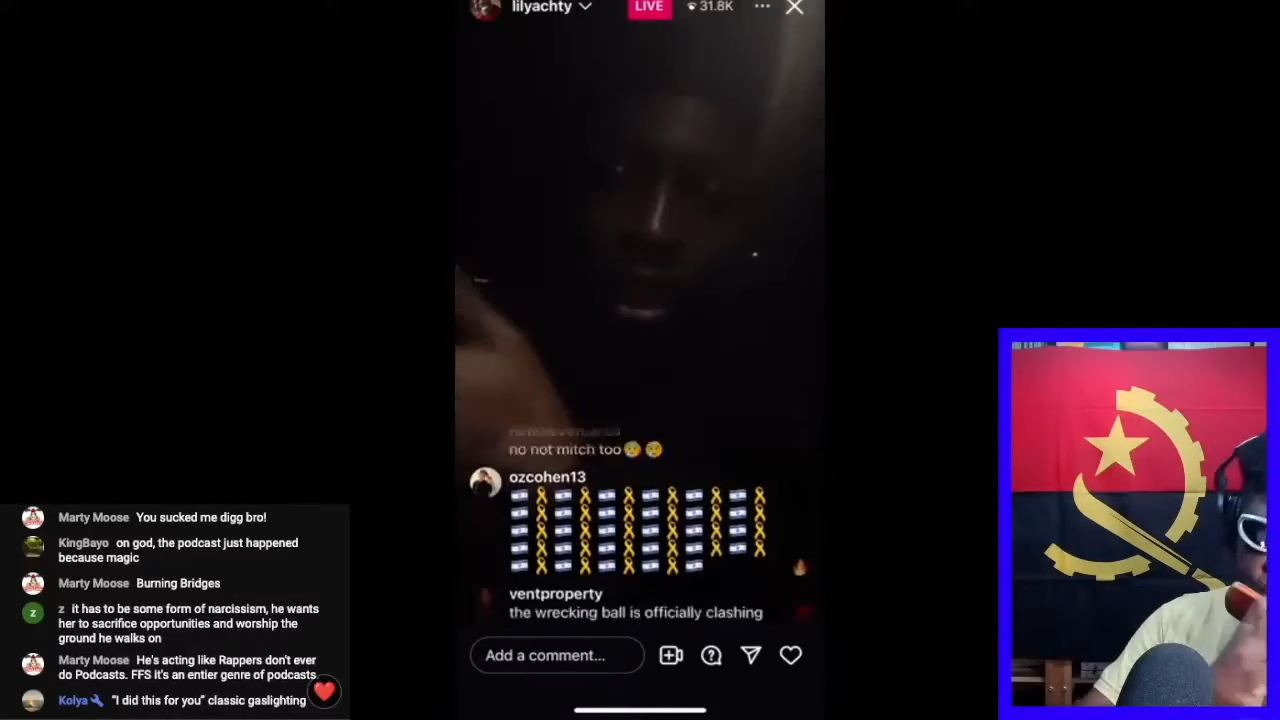 lilyachty
LIVE
31.8K
no not mitch too
ozcohen13
ventproperty
the wrecking ball is officially clashing
Add a comment...
Marty Moose You sucked me digg bro!
KingBayo on god, the podcast just happened
because magic
Marty Moose Burning Bridges
z it has to be some form of narcissism, he wants
her to sacrifice opportunities and worship the
ground he walks on
Marty Moose He's acting like Rappers don't ever
do Podcasts. FFS it's an entier genre of podcasts
Kolya "I did this for you" classic gaslighting